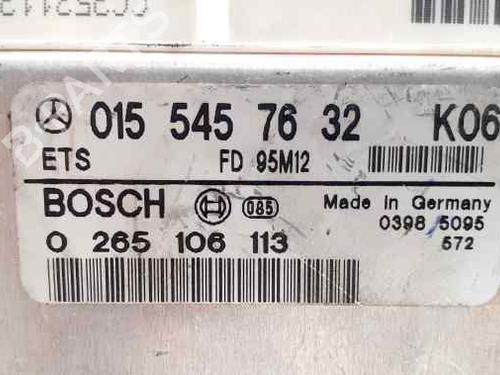 015 545 76 32 K06
ETS FD 95M12
BOSCH 085 Made in Germany
0398 5095
0 265 106 113 572